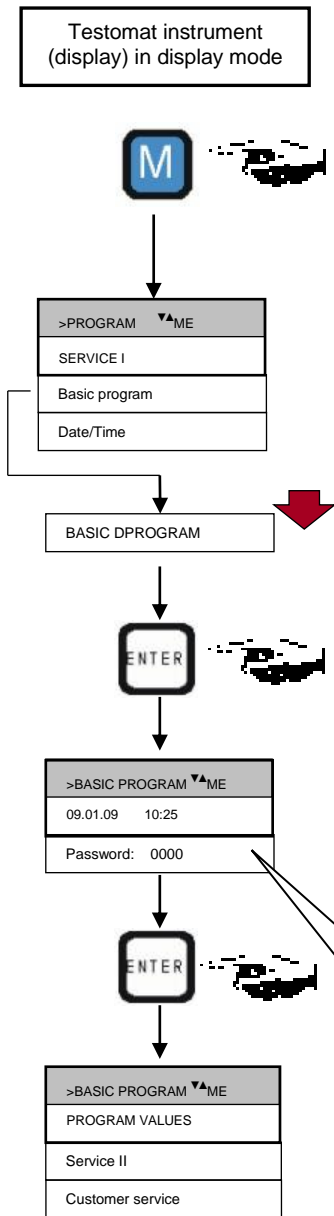 Testomat instrument
(display) in display mode
M
>PROGRAM ▼▲ME
SERVICE I
Basic program
Date/Time
BASIC DPROGRAM
ENTER
>BASIC PROGRAM ▼▲ME
09.01.09 10:25
Password: 0000
ENTER
>BASIC PROGRAM ▼▲ME
PROGRAM VALUES
Service II
Customer service